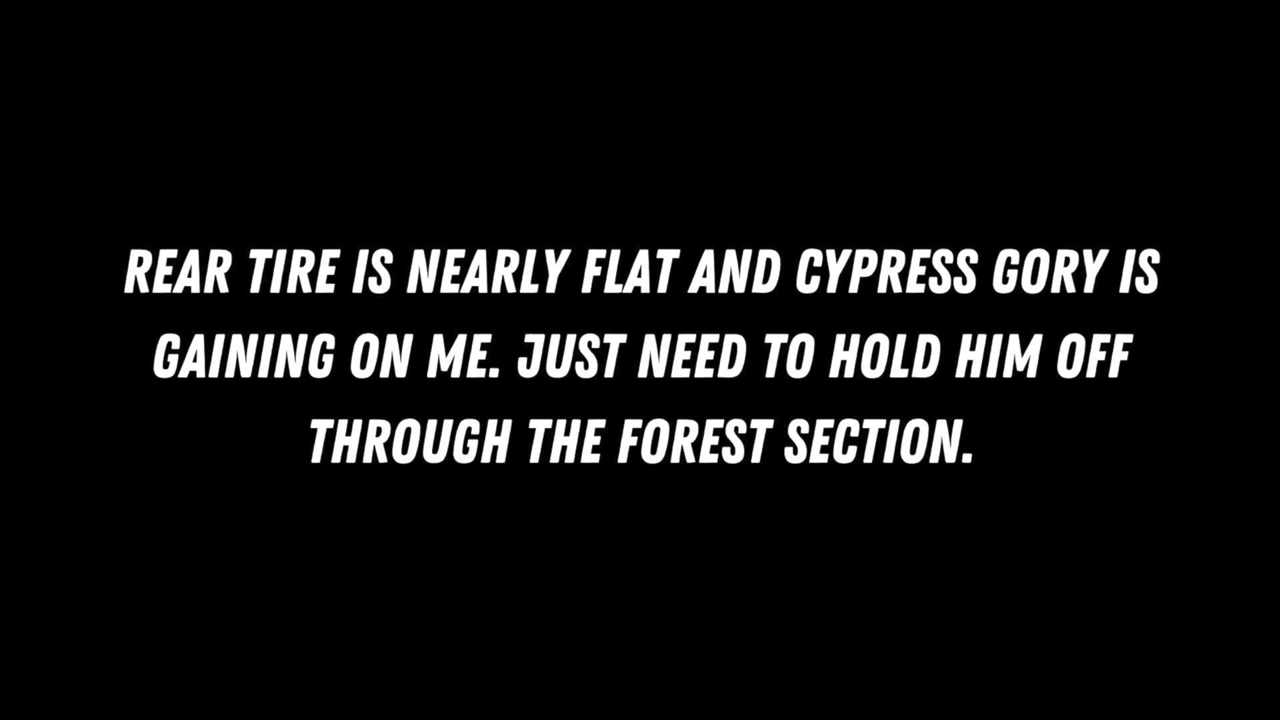 REAR TIRE IS NEARLY FLAT AND CYPRESS GORY IS
GAINING ON ME. JUST NEED TO HOLD HIM OFF
THROUGH THE FOREST SECTION.